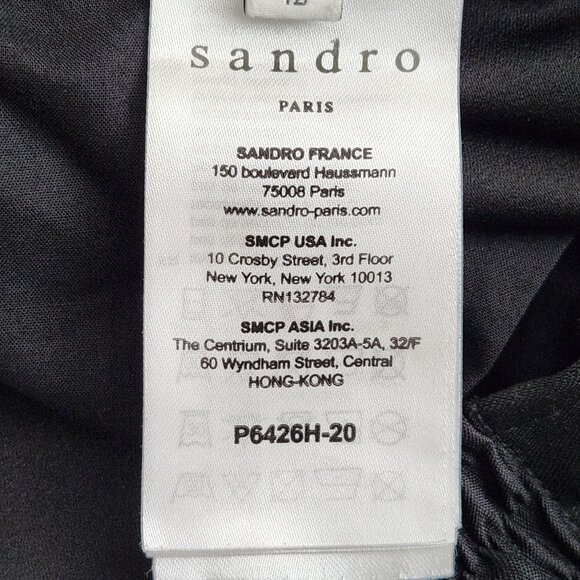 sandro
PARIS
SANDRO FRANCE
150 boulevard Haussmann
75008 Paris
www.sandro-paris.com
SMCP USA Inc.
10 Crosby Street, 3rd Floor
New York, New York 10013
RN132784
SMCP ASIA Inc.
The Centrium, Suite 3203A-5A, 32/F
60 Wyndham Street, Central
HONG-KONG
P6426H-20